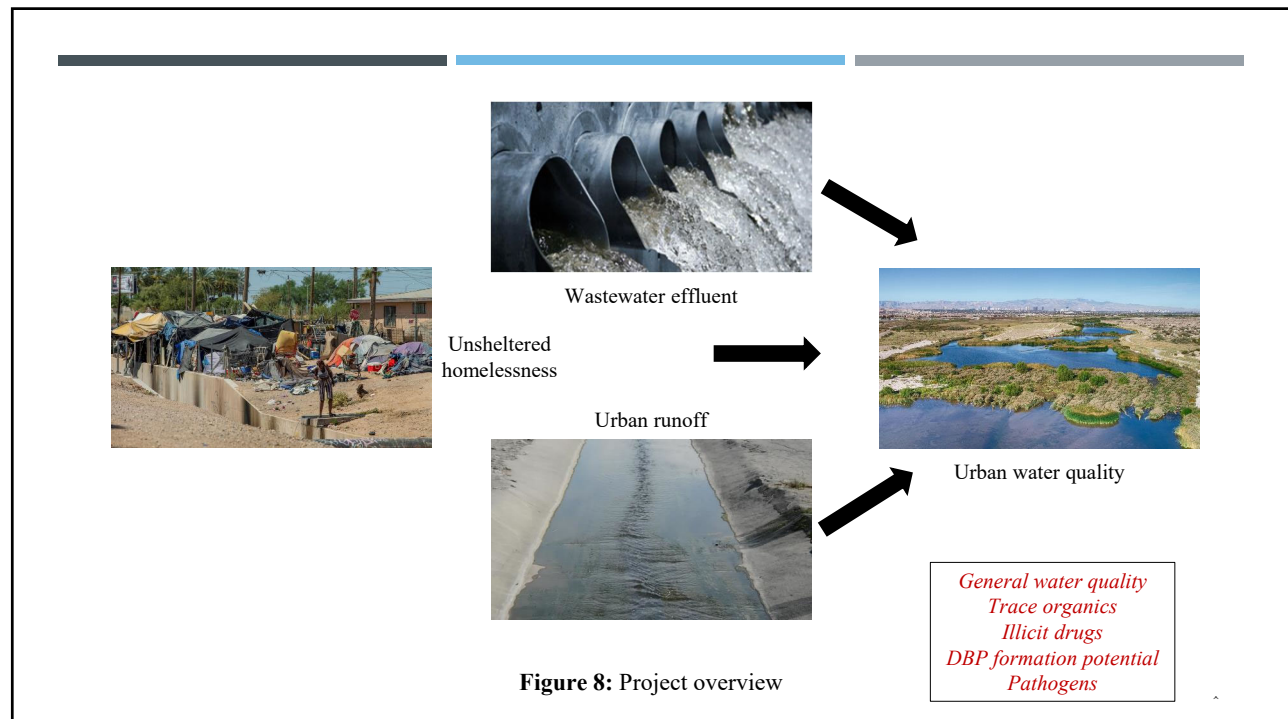 Wastewater effluent
Unsheltered
homelessness
Urban runoff
Urban water quality
General water quality
Trace organics
Illicit drugs
DBP formation potential
Pathogens
Figure 8: Project overview